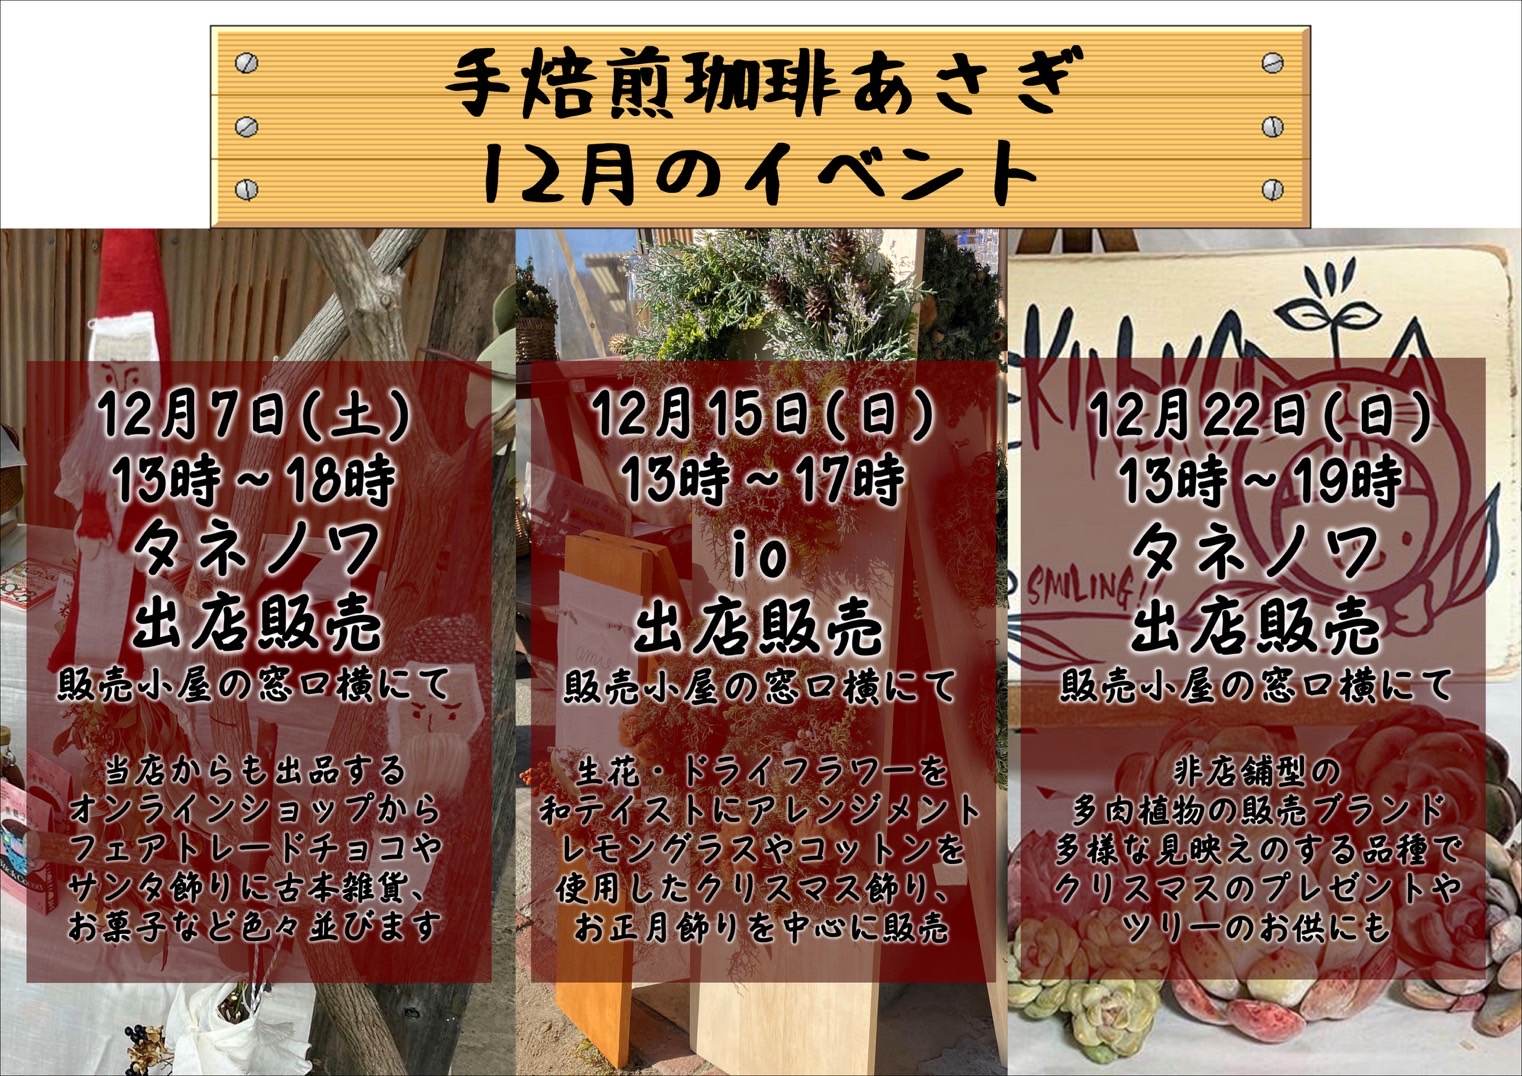 手焙煎珈琲あさぎ
12月のイベント
12月7日(土)
13時~18時
タネノワ
出店販売
販売小屋の窓口横にて
当店からも出品する
オンラインショップから
フェアトレードチョコや
サンタ飾りに古本雑貨、
お菓子など色々並びます
12月15日(日)
13時~17時
io
出店販売
販売小屋の窓口横にて
生花・ドライフラワーを
和テイストにアレンジメント
レモングラスやコットンを
使用したクリスマス飾り、
お正月飾りを中心に販売
12月22日(日)
13時~19時
タネノワ
出店販売
販売小屋の窓口横にて
非店舗型の
多肉植物の販売ブランド
多様な見映えのする品種で
クリスマスのプレゼントや
ツリーのお供にも
SMILING!